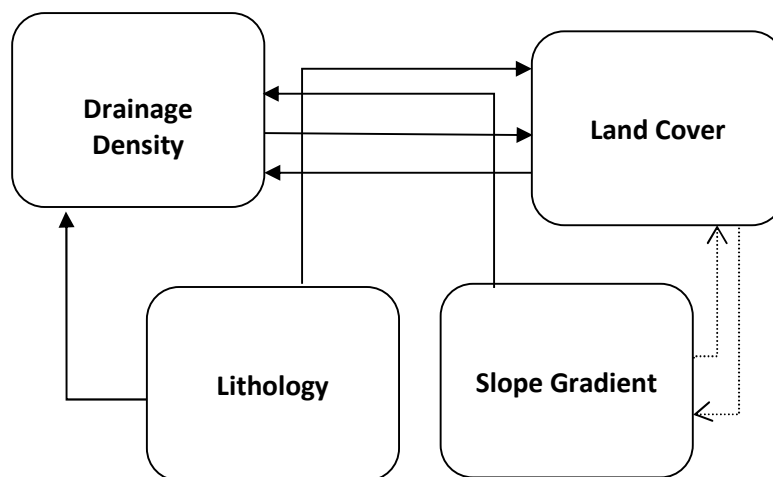 Drainage
Density
Land Cover
Lithology
Slope Gradient